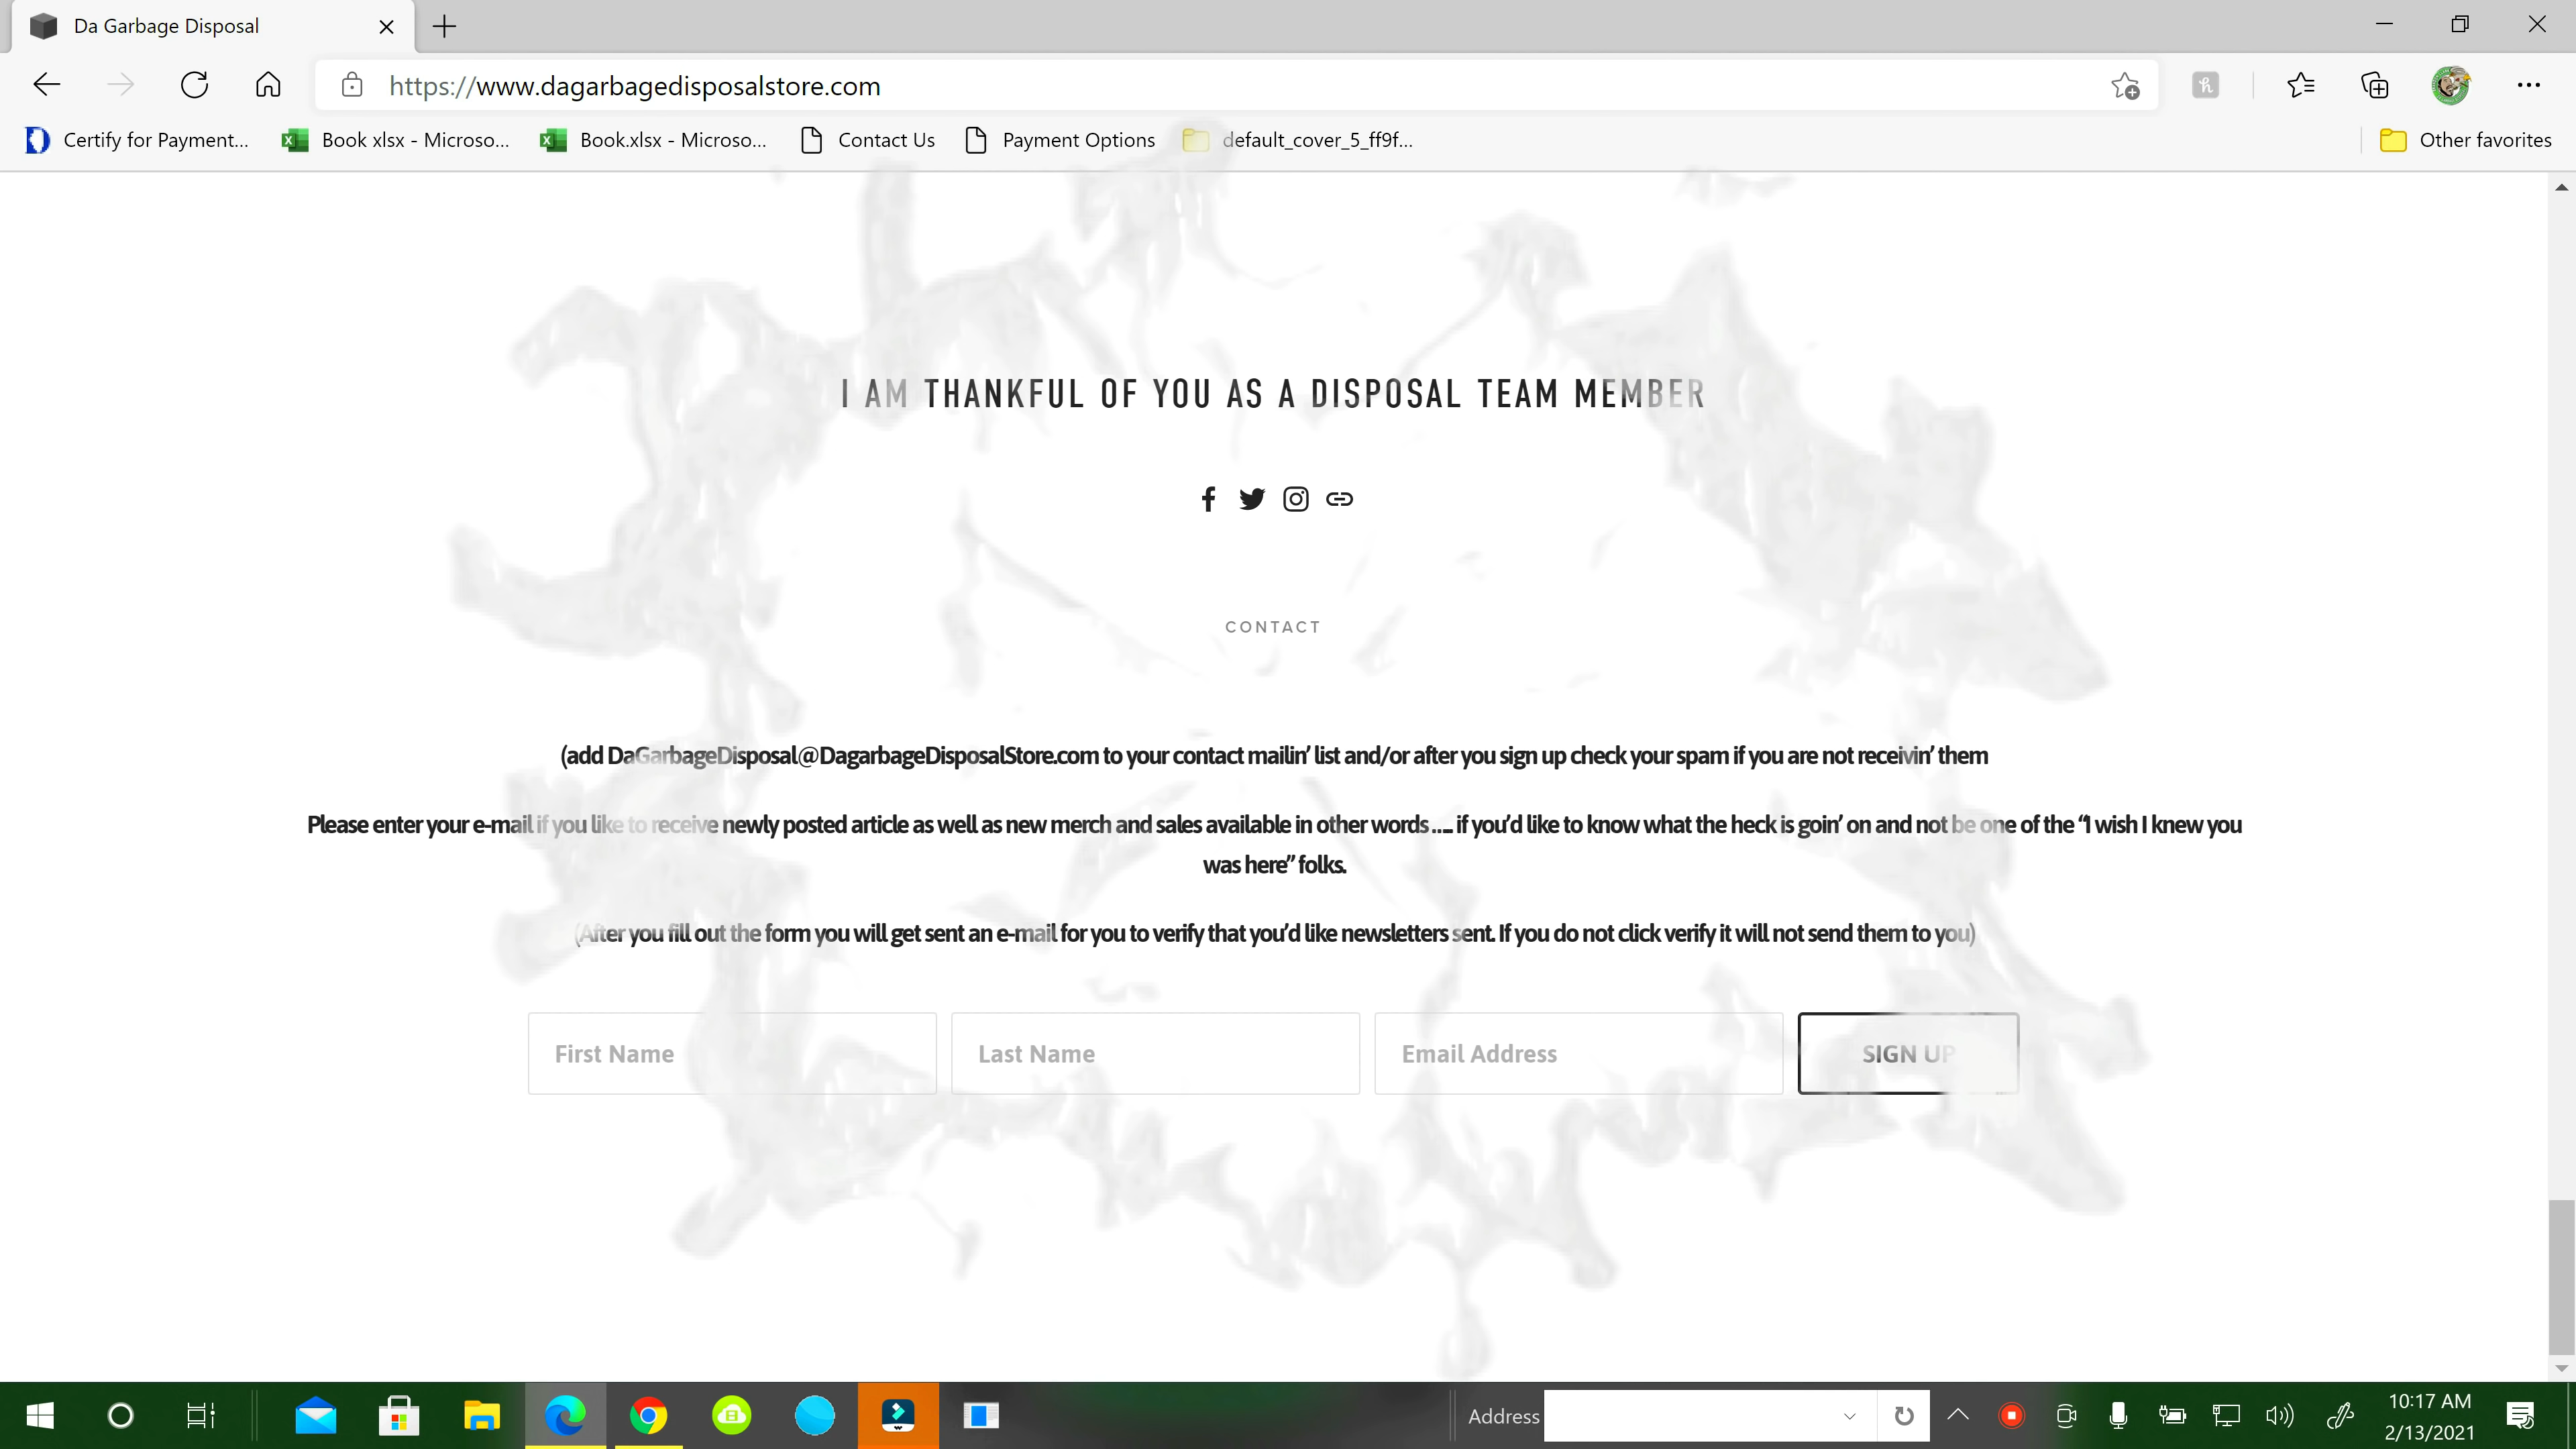 Da Garbage Disposal
https://www.dagarbagedisposalstore.com
Certify for Payment... Book xlsx - Microso... Book.xlsx - Microso... Contact Us Payment Options default_cover_5_ff9f... Other favorites
I AM THANKFUL OF YOU AS A DISPOSAL TEAM MEMBER
CONTACT
(add DaGarbageDisposal@DagarbageDisposalStore.com to your contact mailin’ list and/or after you sign up check your spam if you are not receivin’ them
Please enter your e-mail if you like to receive newly posted article as well as new merch and sales available in other words .... if you’d like to know what the heck is goin’ on and not be one of the “I wish I knew you
was here” folks.
(After you fill out the form you will get sent an e-mail for you to verify that you’d like newsletters sent. If you do not click verify it will not send them to you)
First Name Last Name Email Address SIGN UP
Address
10:17 AM
2/13/2021